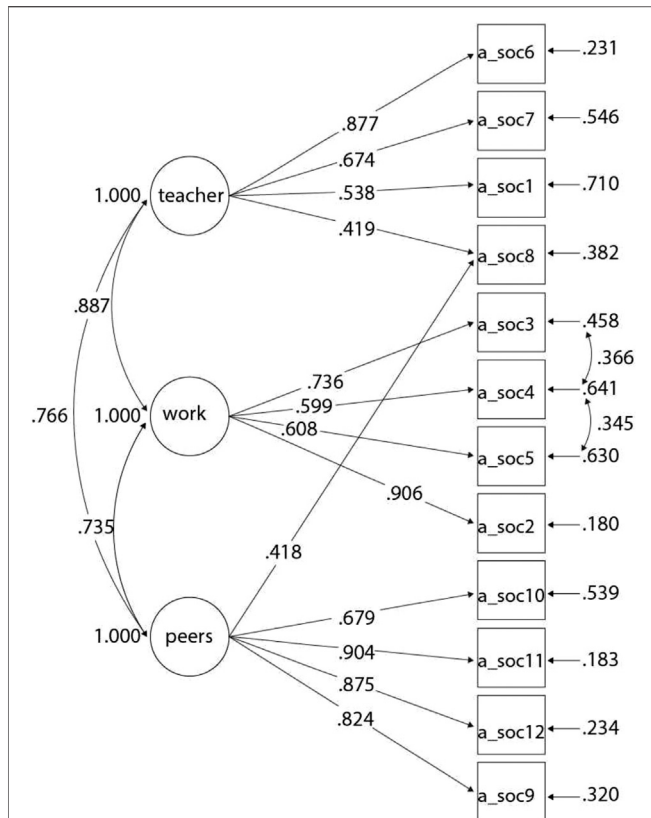 a_soc6
.231
.877
a_soc7
.546
.674
1.000
teacher
.538
a_soc1
.710
.419
a_soc8
.382
.887
a_soc3
.458
.366
.736
.599
a_soc4
.641
.766
1.000
work
.608
.345
a_soc5
.630
.906
a_soc2
.180
.735
.418
a_soc10
.539
.679
1.000
peers
.904
a_soc11
.183
.875
.824
a_soc12
.234
a_soc9
.320